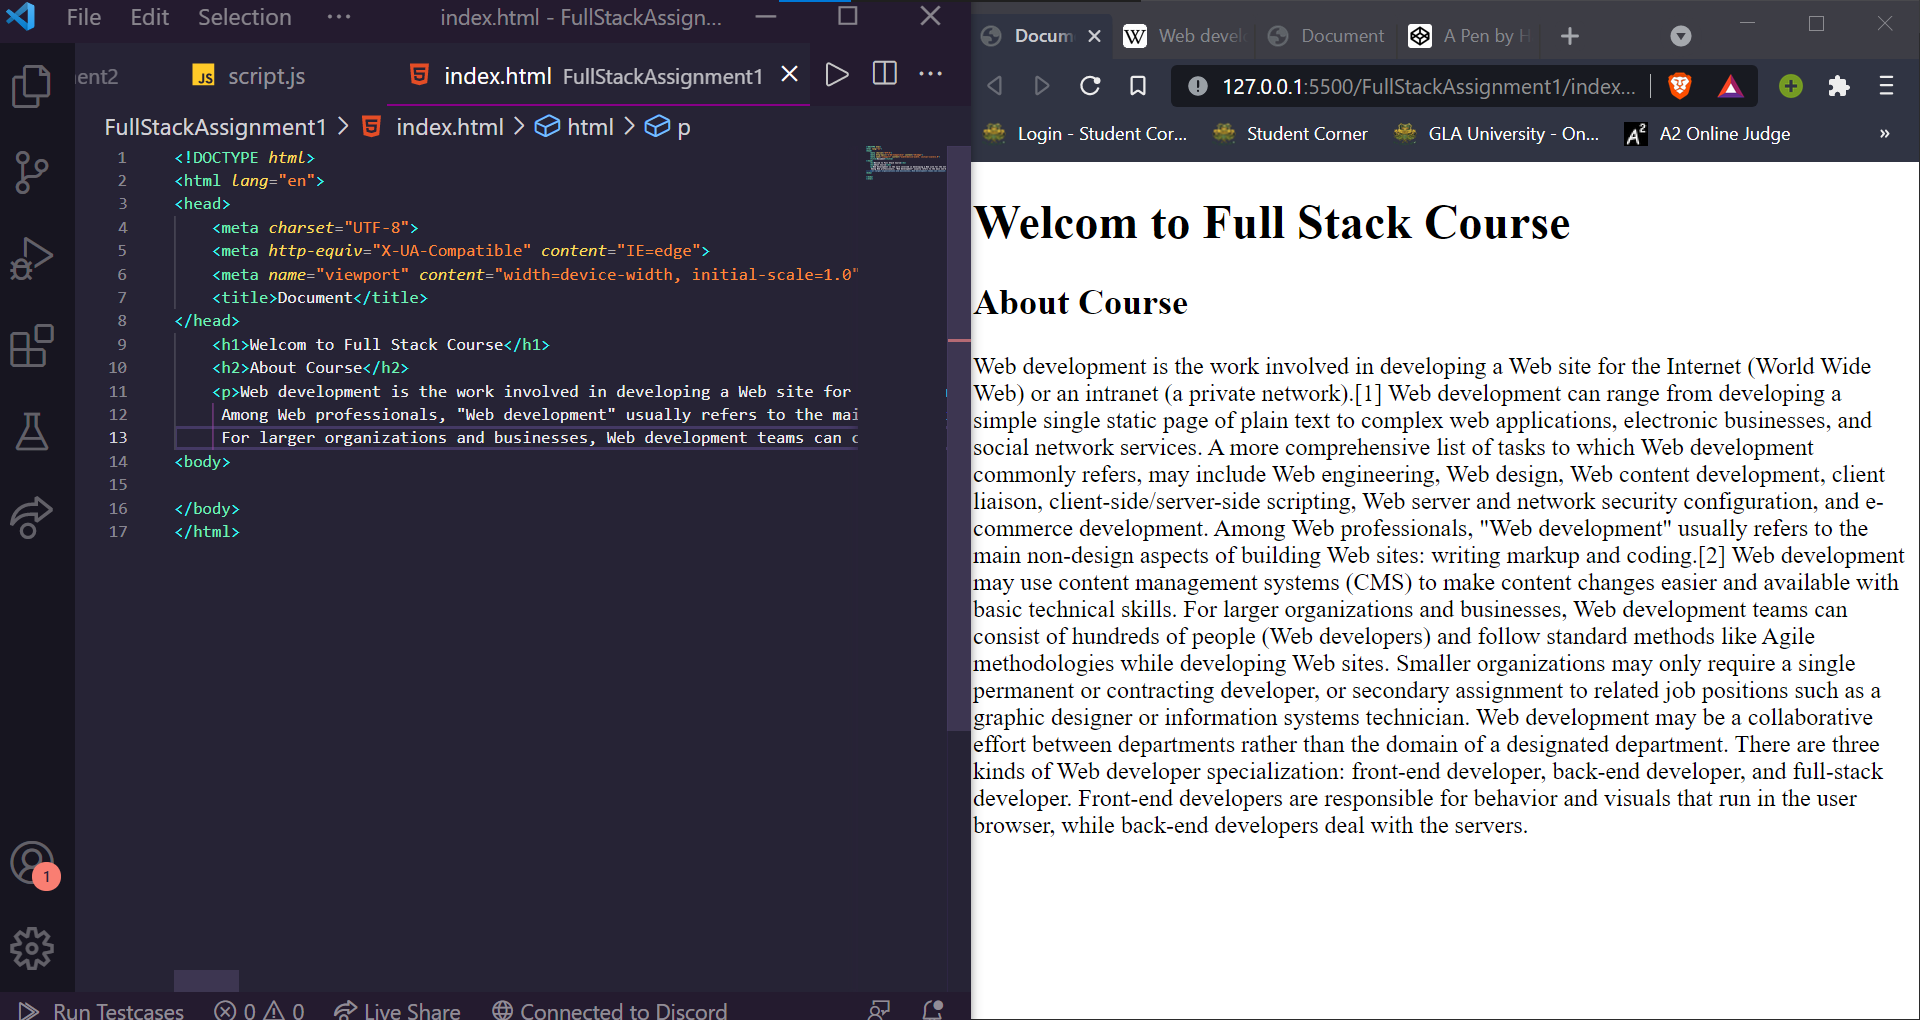 File Edit Selection ··· index.html - FullStackAssign...
ent2 JS script.js index.html FullStackAssignment1
FullStackAssignment1 > index.html > html > p
1 <!DOCTYPE html>
2 <html lang="en">
3 <head>
4 <meta charset="UTF-8">
5 <meta http-equiv="X-UA-Compatible" content="IE=edge">
6 <meta name="viewport" content="width=device-width, initial-scale=1.0"
7 <title>Document</title>
8 </head>
9 <h1>Welcom to Full Stack Course</h1>
10 <h2>About Course</h2>
11 <p>Web development is the work involved in developing a Web site for
12 Among Web professionals, "Web development" usually refers to the mai
13 For larger organizations and businesses, Web development teams can c
14 <body>
15
16 </body>
17 </html>
1
Run Testcases 0 0 Live Share Connected to Discord
Docum W Web devel Document A Pen by H
127.0.0.1:5500/FullStackAssignment1/index...
Login - Student Cor... Student Corner GLA University - On... A2 A2 Online Judge »
Welcom to Full Stack Course
About Course
Web development is the work involved in developing a Web site for the Internet (World Wide
Web) or an intranet (a private network).[1] Web development can range from developing a
simple single static page of plain text to complex web applications, electronic businesses, and
social network services. A more comprehensive list of tasks to which Web development
commonly refers, may include Web engineering, Web design, Web content development, client
liaison, client-side/server-side scripting, Web server and network security configuration, and e-
commerce development. Among Web professionals, "Web development" usually refers to the
main non-design aspects of building Web sites: writing markup and coding.[2] Web development
may use content management systems (CMS) to make content changes easier and available with
basic technical skills. For larger organizations and businesses, Web development teams can
consist of hundreds of people (Web developers) and follow standard methods like Agile
methodologies while developing Web sites. Smaller organizations may only require a single
permanent or contracting developer, or secondary assignment to related job positions such as a
graphic designer or information systems technician. Web development may be a collaborative
effort between departments rather than the domain of a designated department. There are three
kinds of Web developer specialization: front-end developer, back-end developer, and full-stack
developer. Front-end developers are responsible for behavior and visuals that run in the user
browser, while back-end developers deal with the servers.